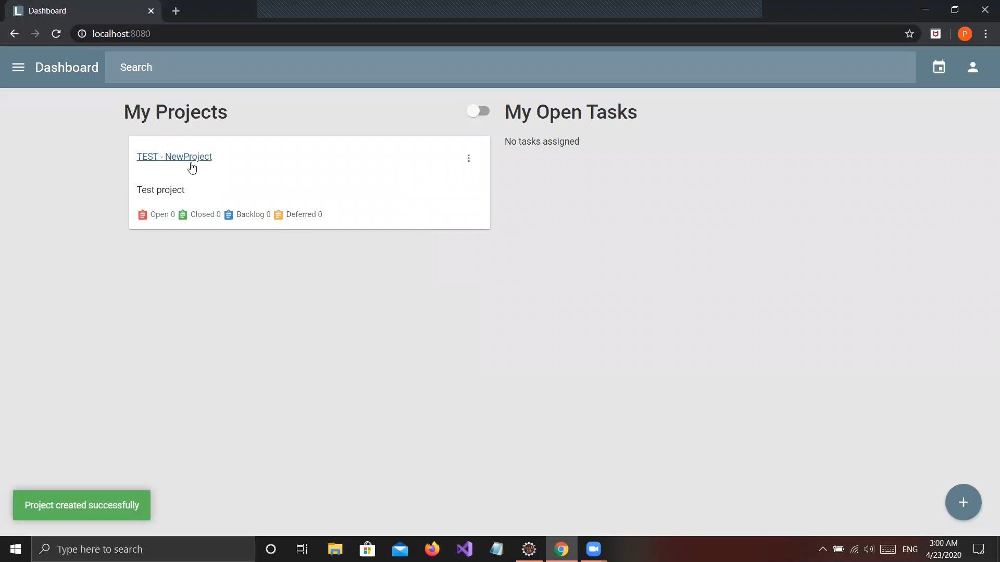 L Dashboard
localhost:8080
P
Dashboard
Search
My Projects
My Open Tasks
TEST - NewProject
No tasks assigned
Test project
Open 0 Closed 0 Backlog 0 Deferred 0
Project created successfully
Type here to search
ENG
3:00 AM
4/23/2020